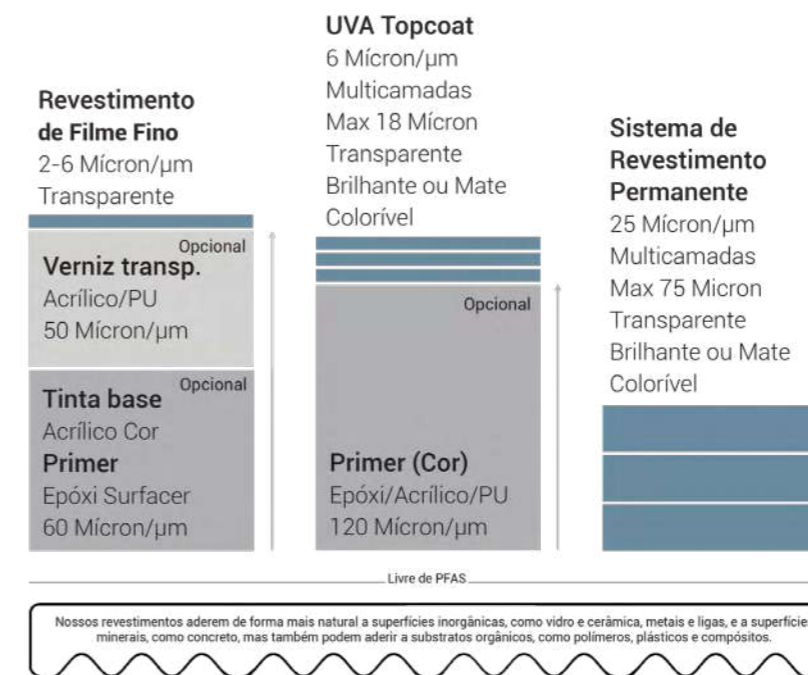 Revestimento
de Filme Fino
2-6 Mícron/µm
Transparente
Opcional
Verniz transp.
Acrílico/PU
50 Mícron/µm
Opcional
Tinta base
Acrílico Cor
Primer
Epóxi Surfacer
60 Mícron/µm
UVA Topcoat
6 Mícron/µm
Multicamadas
Max 18 Mícron
Transparente
Brilhante ou Mate
Colorível
Opcional
Primer (Cor)
Epóxi/Acrílico/PU
120 Mícron/µm
Sistema de
Revestimento
Permanente
25 Mícron/µm
Multicamadas
Max 75 Micron
Transparente
Brilhante ou Mate
Colorível
Livre de PFAS
Nossos revestimentos aderem de forma mais natural a superfícies inorgânicas, como vidro e cerâmica, metais e ligas, e a superfície
minerais, como concreto, mas também podem aderir a substratos orgânicos, como polímeros, plásticos e compósitos.